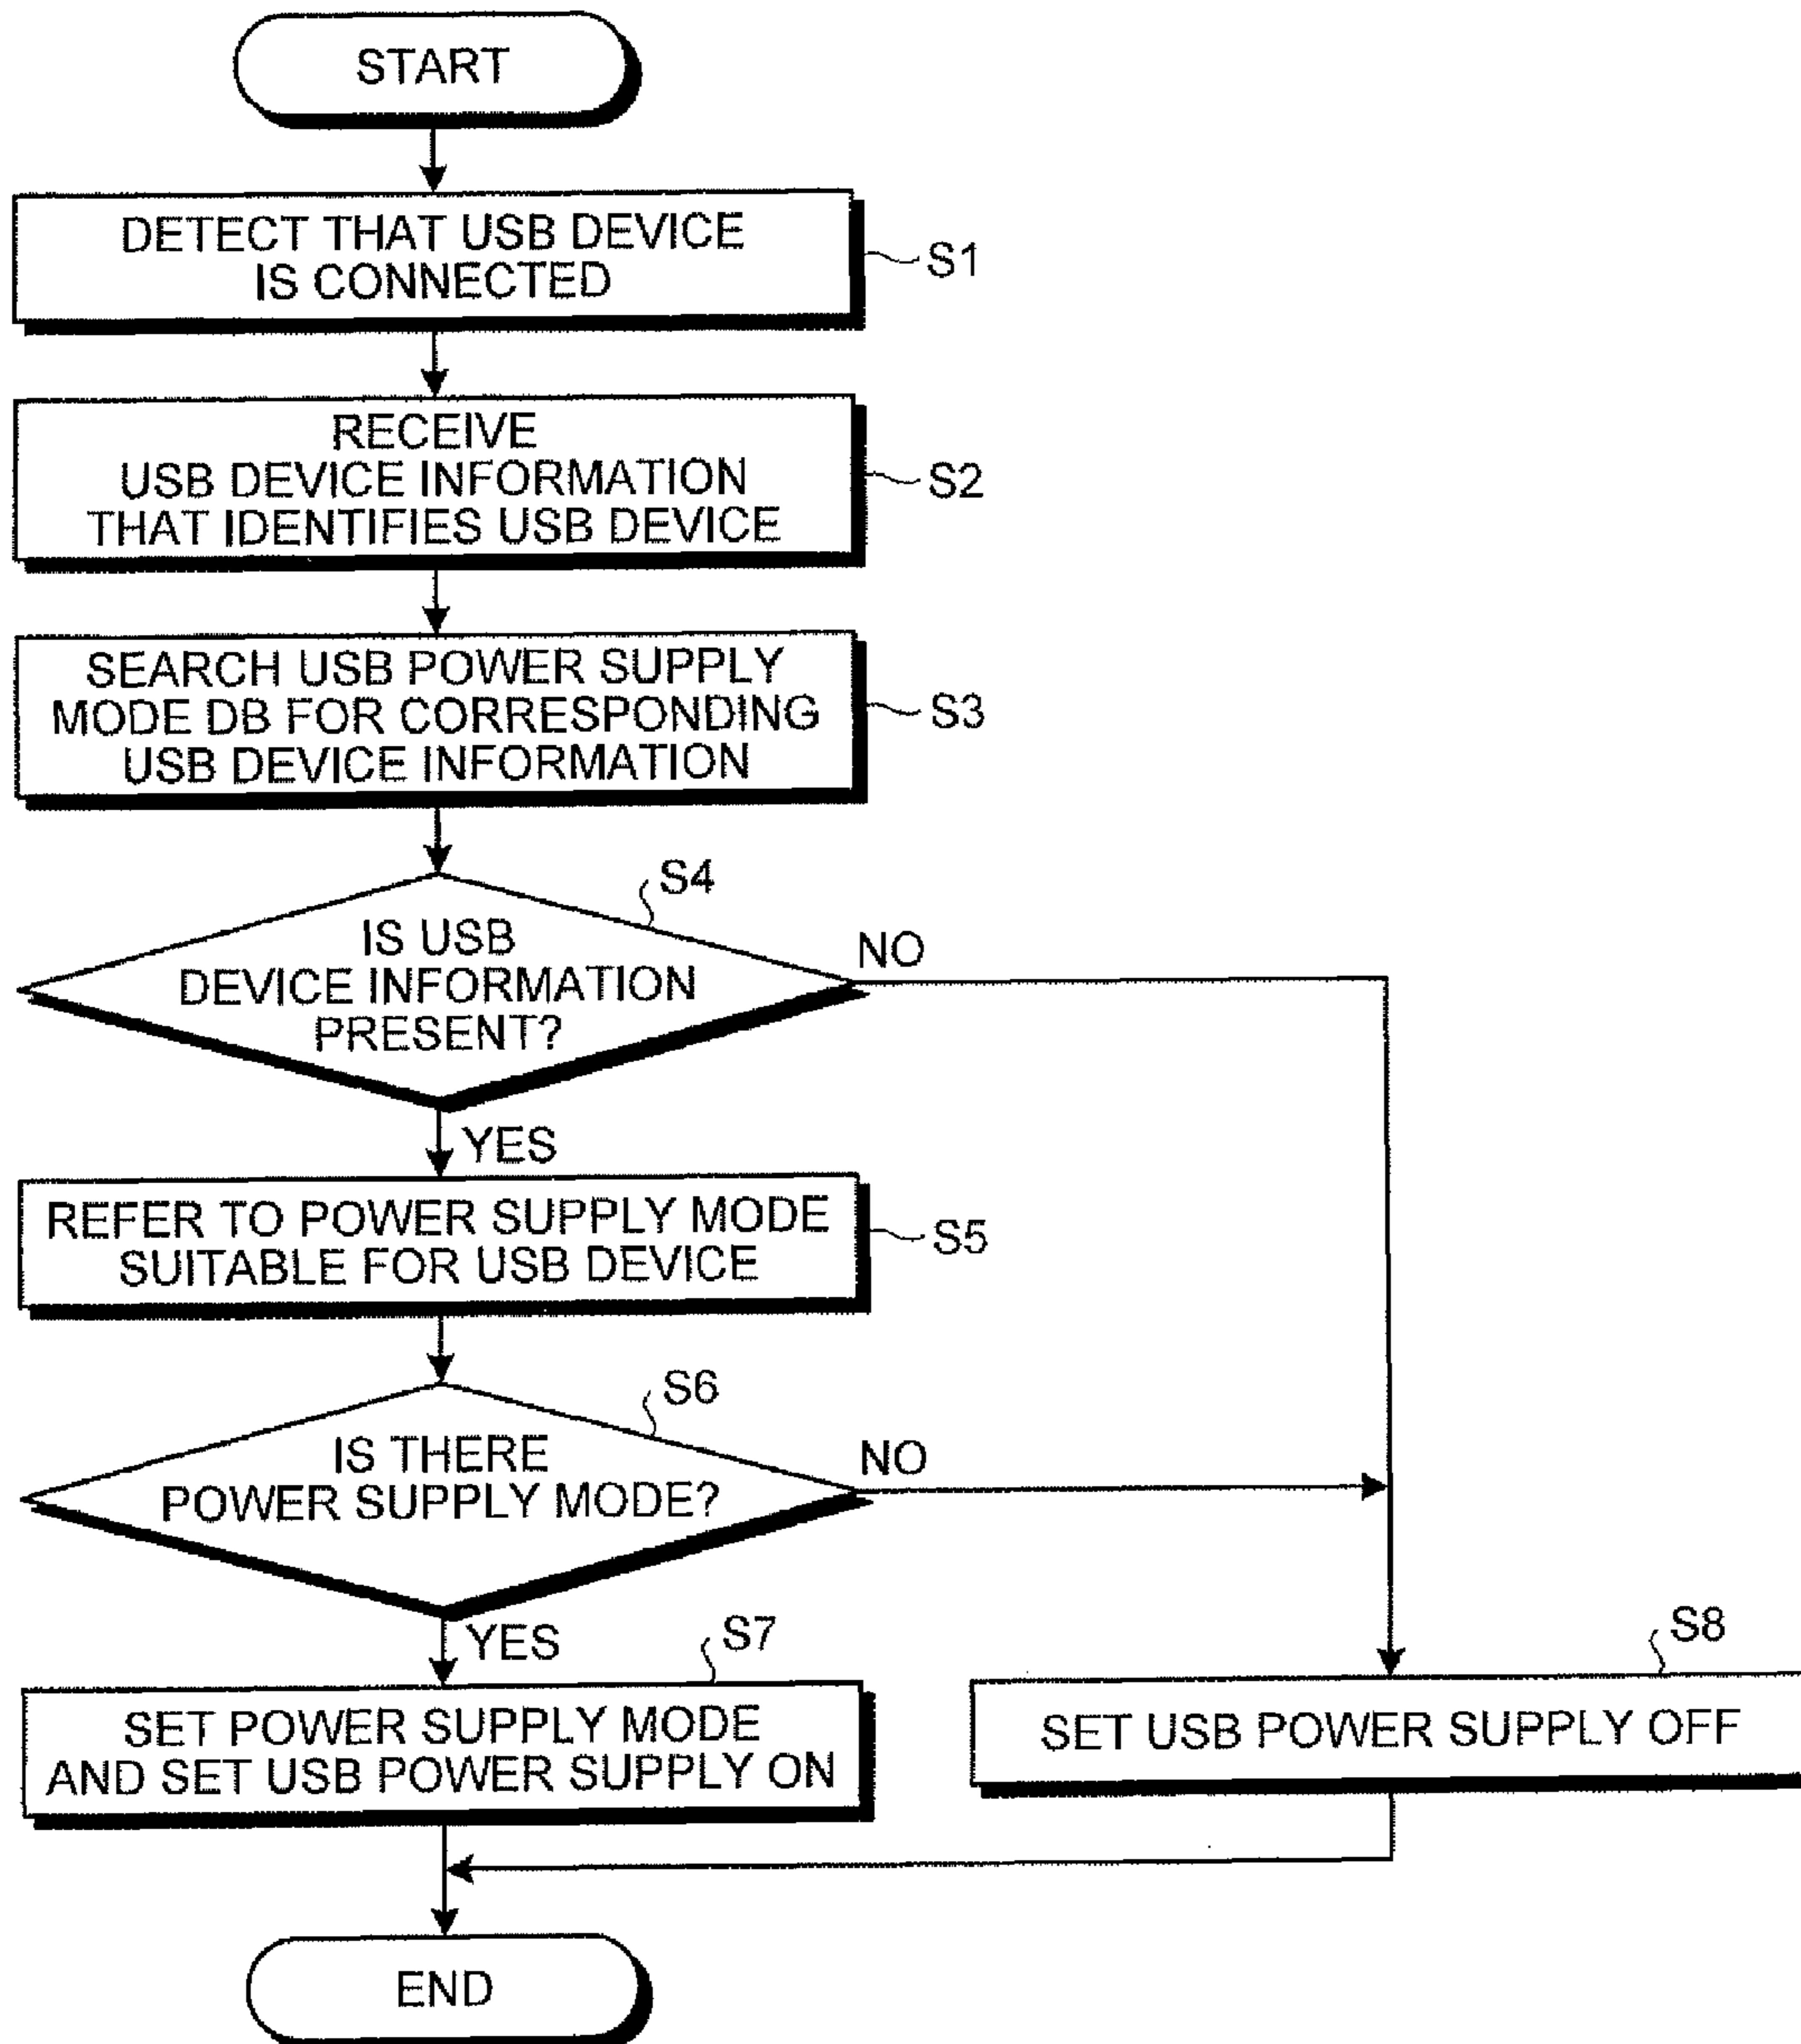 START
DETECT THAT USB DEVICE
IS CONNECTED
S1
RECEIVE
USB DEVICE INFORMATION
THAT IDENTIFIES USB DEVICE
S2
SEARCH USB POWER SUPPLY
MODE DB FOR CORRESPONDING
USB DEVICE INFORMATION
S3
S4
IS USB
DEVICE INFORMATION
PRESENT?
NO
YES
REFER TO POWER SUPPLY MODE
SUITABLE FOR USB DEVICE
S5
S6
IS THERE
POWER SUPPLY MODE?
NO
YES
S7
SET POWER SUPPLY MODE
AND SET USB POWER SUPPLY ON
S8
SET USB POWER SUPPLY OFF
END